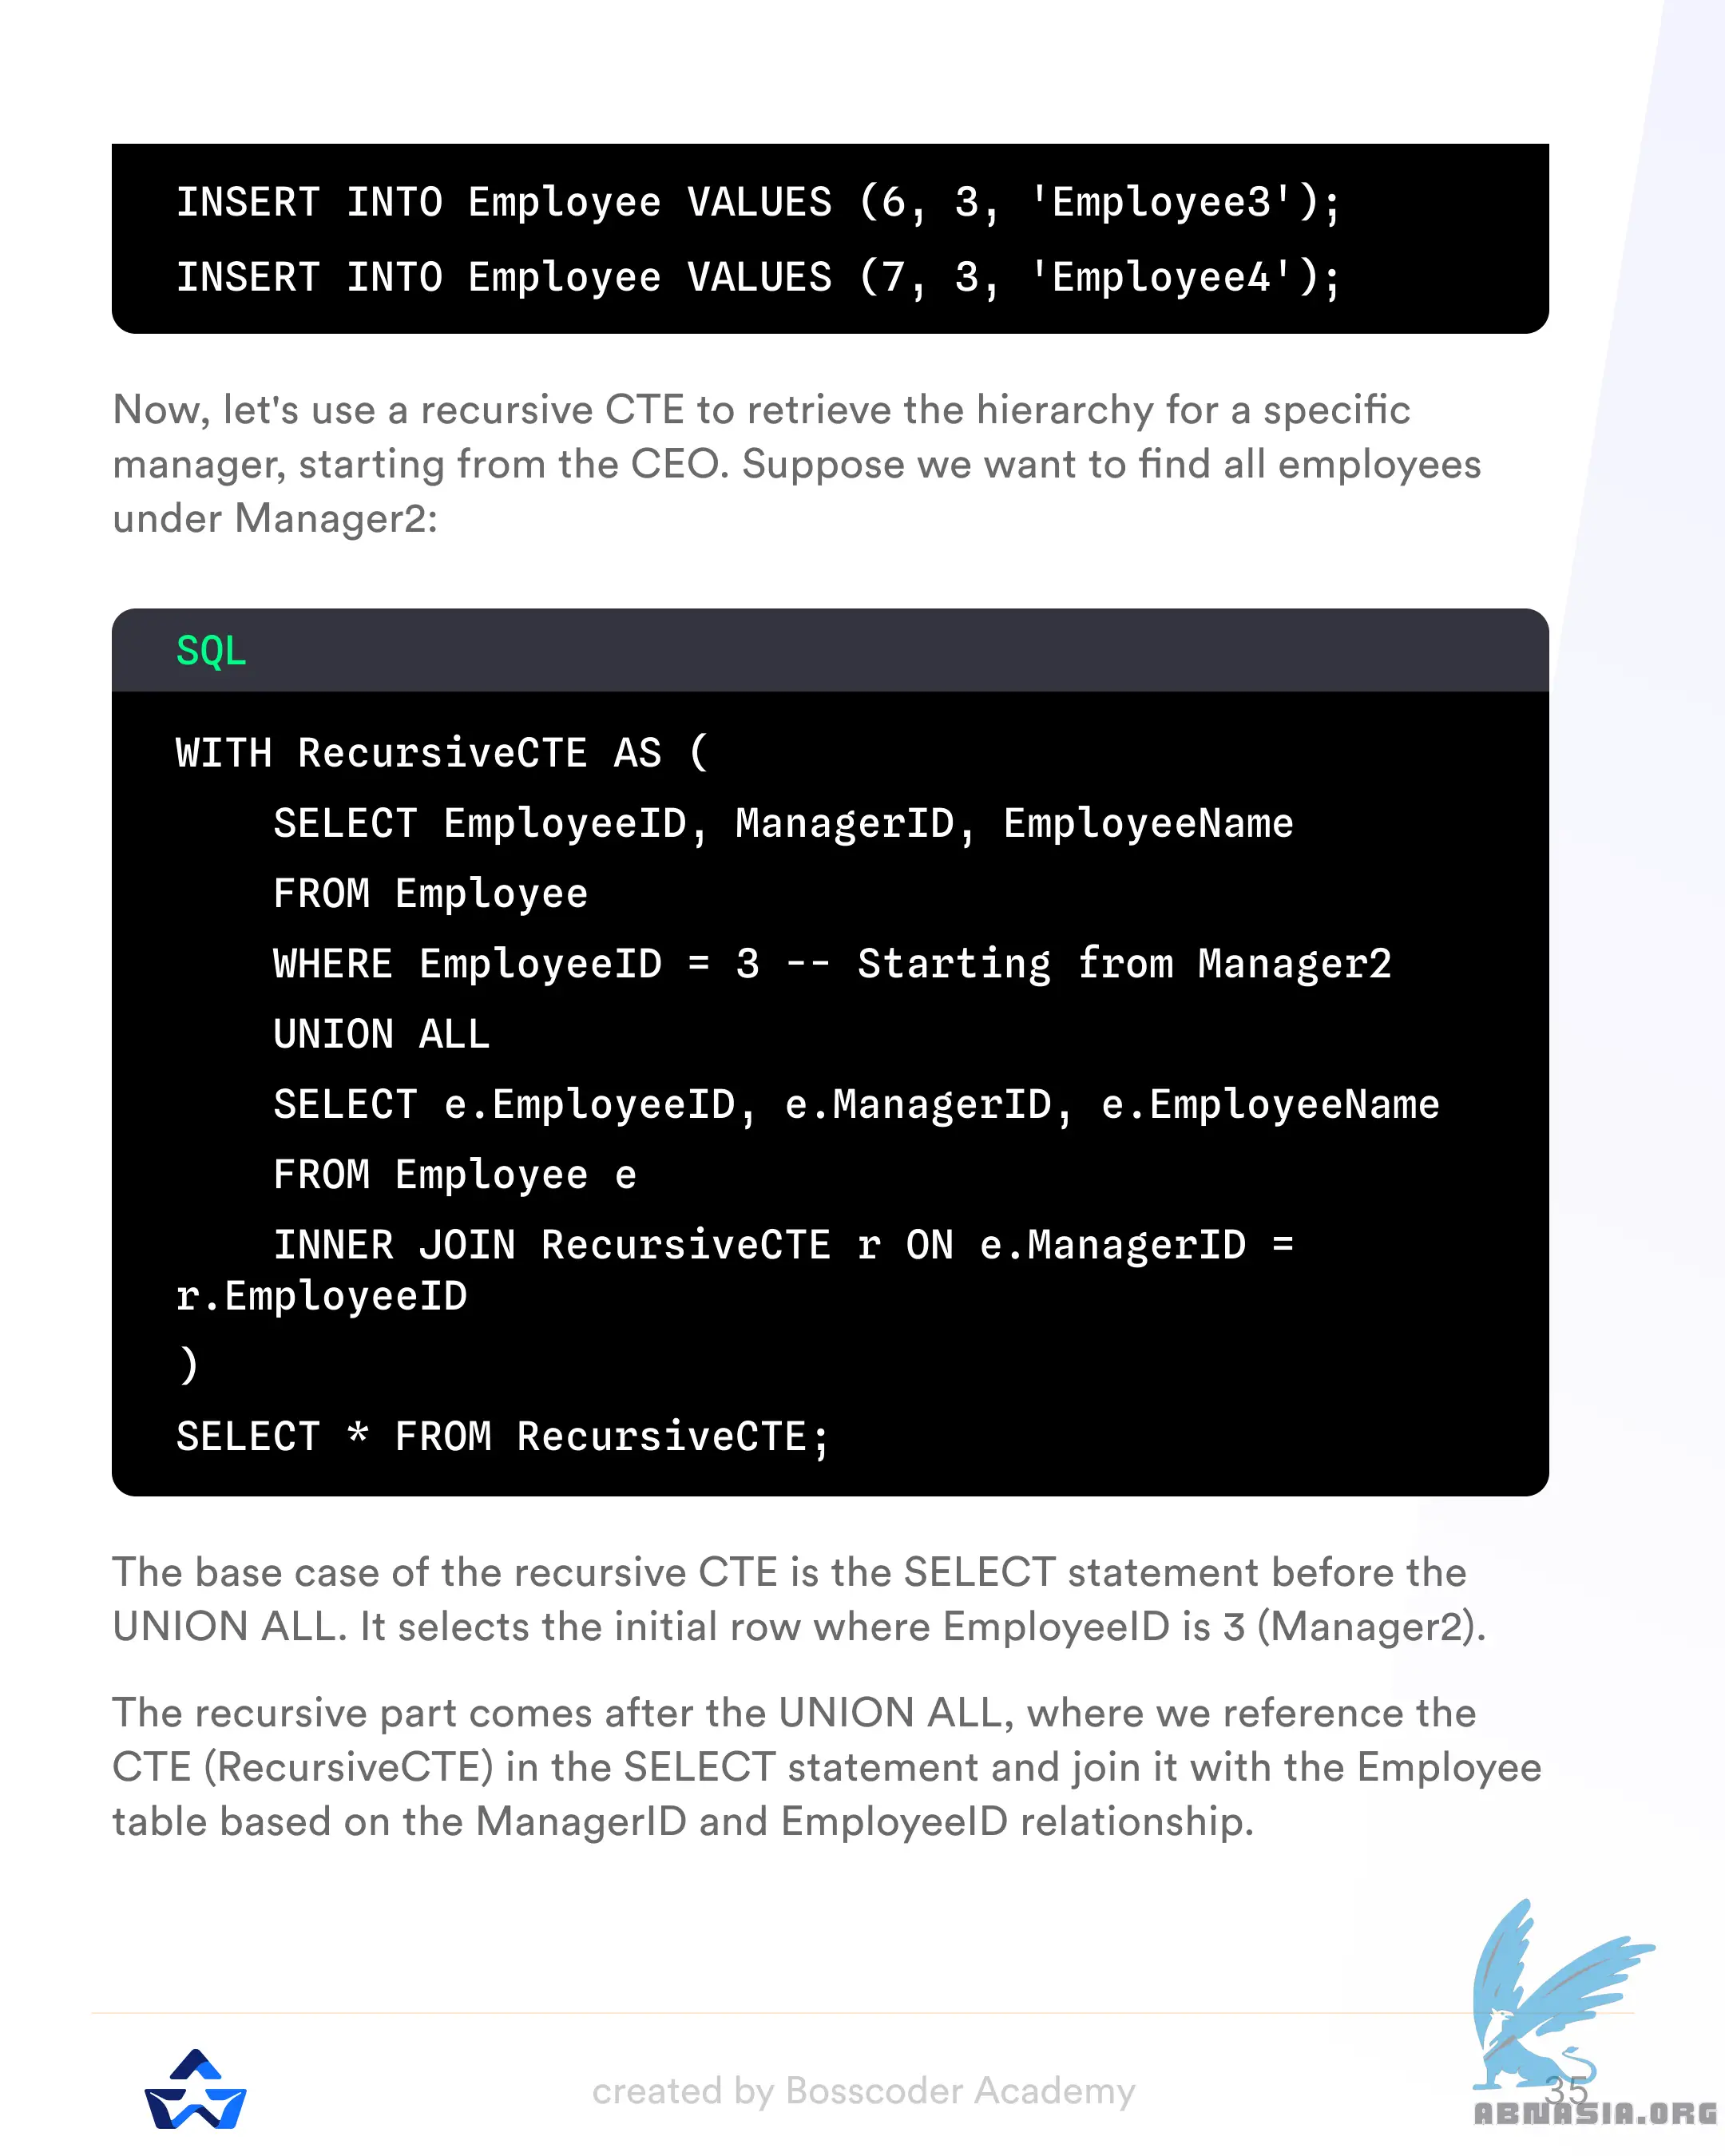 INSERT INTO Employee VALUES (6, 3, 'Employee3');
INSERT INTO Employee VALUES (7, 3, 'Employee4');
Now, let's use a recursive CTE to retrieve the hierarchy for a specific
manager, starting from the CEO. Suppose we want to find all employees
under Manager2:
SQL
WITH RecursiveCTE AS (
    SELECT EmployeeID, ManagerID, EmployeeName
    FROM Employee
    WHERE EmployeeID = 3 -- Starting from Manager2
    UNION ALL
    SELECT e.EmployeeID, e.ManagerID, e.EmployeeName
    FROM Employee e
    INNER JOIN RecursiveCTE r ON e.ManagerID =
r.EmployeeID
)
SELECT * FROM RecursiveCTE;
The base case of the recursive CTE is the SELECT statement before the
UNION ALL. It selects the initial row where EmployeeID is 3 (Manager2).
The recursive part comes after the UNION ALL, where we reference the
CTE (RecursiveCTE) in the SELECT statement and join it with the Employee
table based on the ManagerID and EmployeeID relationship.
created by Bosscoder Academy
35
ABNASIA.ORG